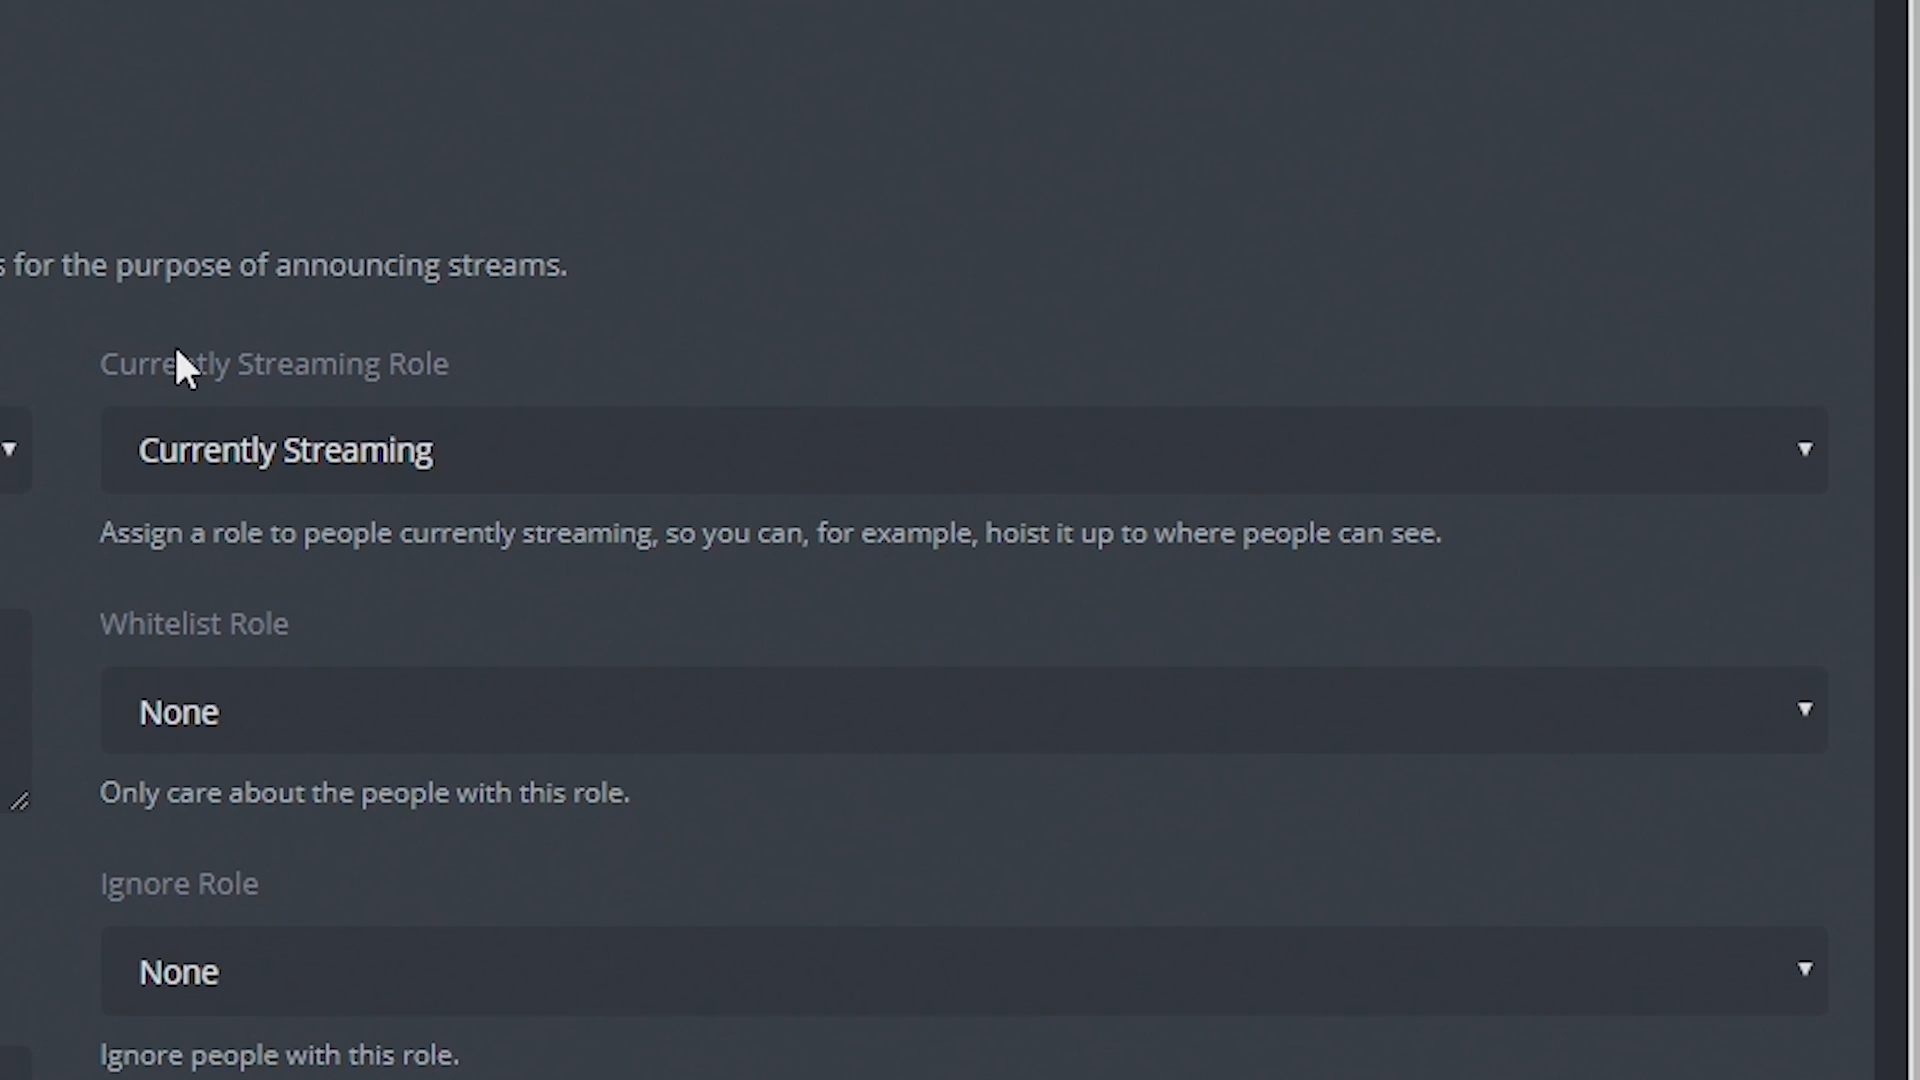 s for the purpose of announcing streams.
Currently Streaming Role
Currently Streaming
Assign a role to people currently streaming, so you can, for example, hoist it up to where people can see.
Whitelist Role
None
Only care about the people with this role.
Ignore Role
None
Ignore people with this role.